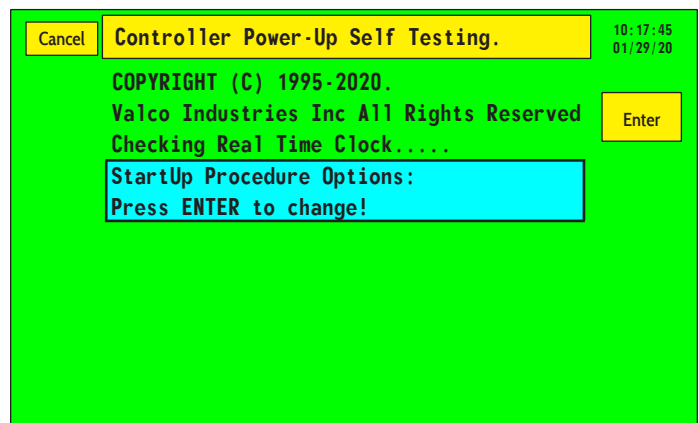 Cancel
Controller Power-Up Self Testing.
10:17:45
01/29/20
COPYRIGHT (C) 1995-2020.
Valco Industries Inc All Rights Reserved
Enter
Checking Real Time Clock.....
StartUp Procedure Options:
Press ENTER to change!